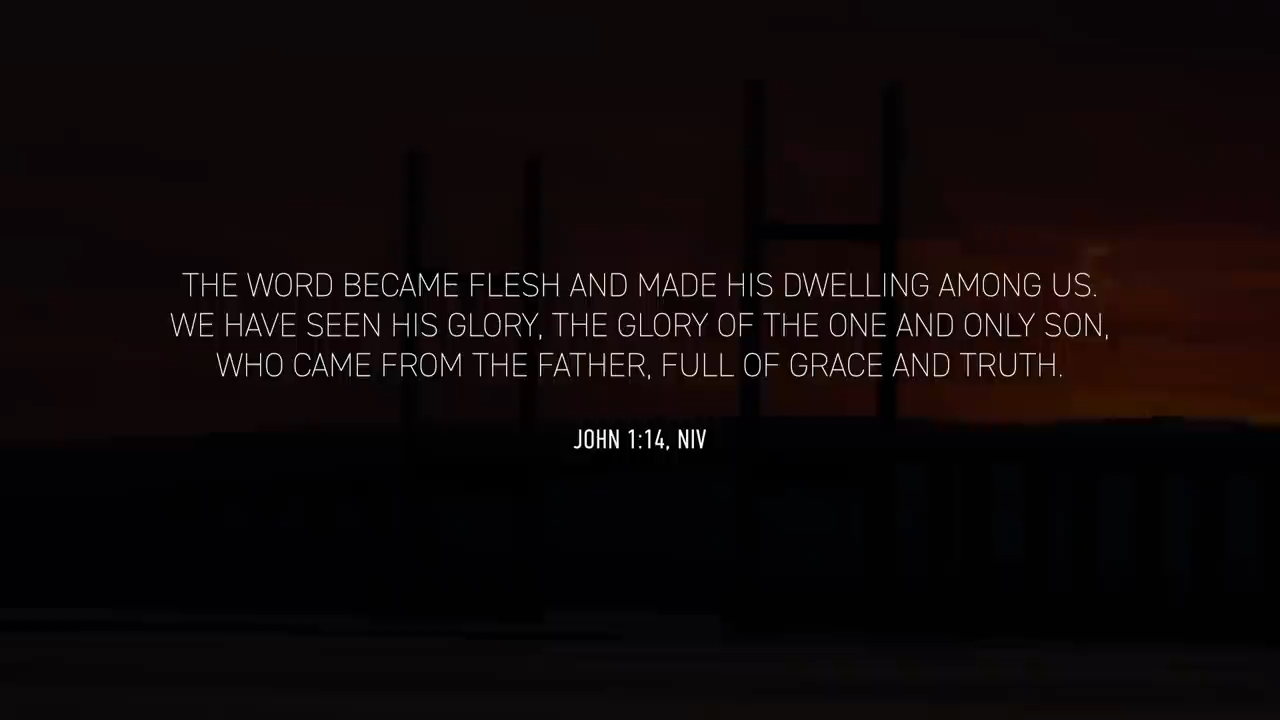 THE WORD BECAME FLESH AND MADE HIS DWELLING AMONG US.
WE HAVE SEEN HIS GLORY, THE GLORY OF THE ONE AND ONLY SON,
WHO CAME FROM THE FATHER, FULL OF GRACE AND TRUTH.
JOHN 1:14, NIV